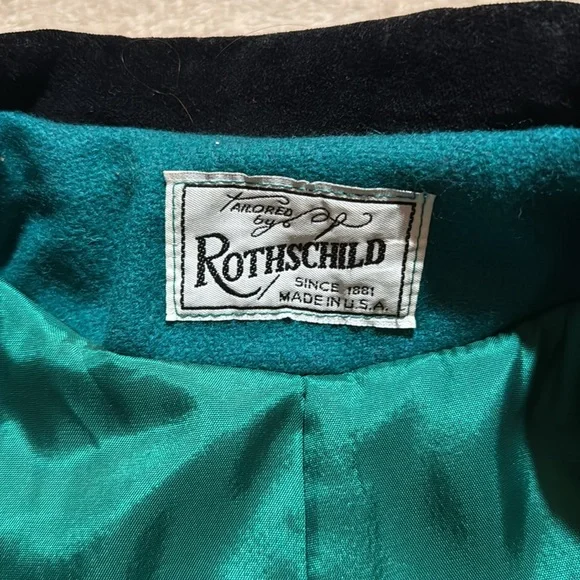 TAILORED
by
ROTHSCHILD
SINCE 1881
MADE IN U.S.A.